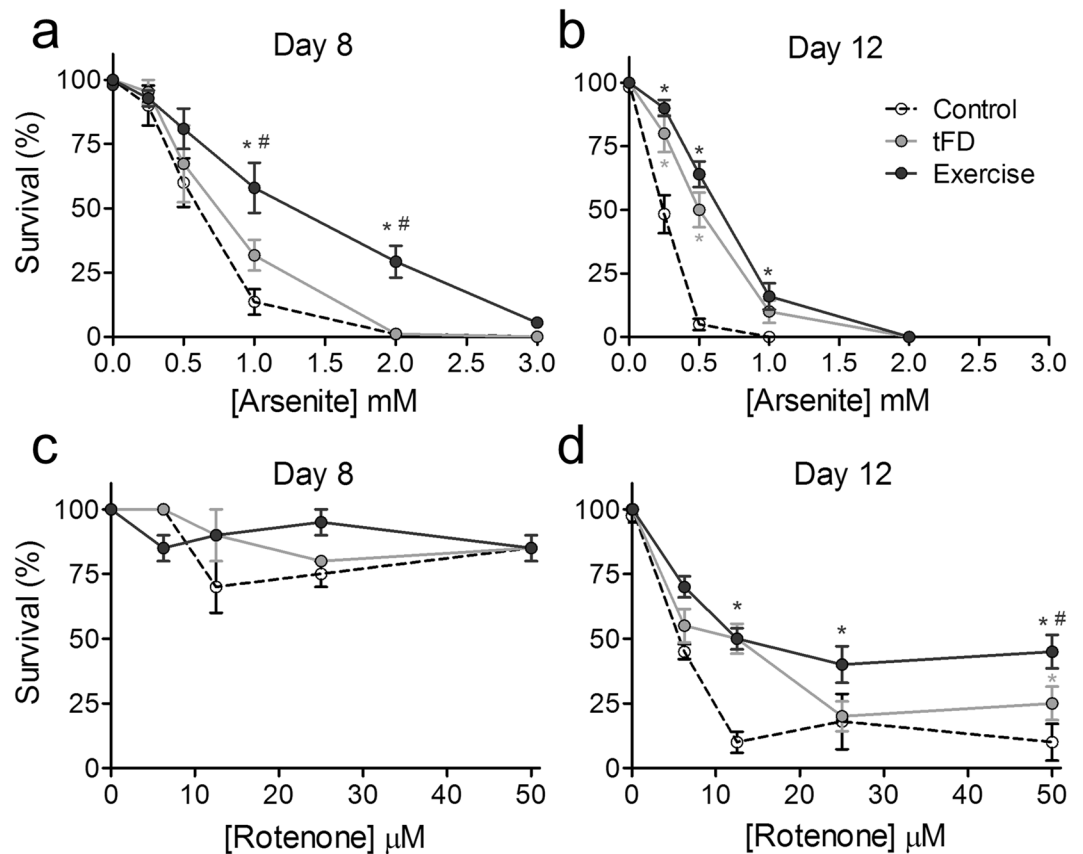 a
Day 8
Survival (%)
100
75
50
25
0
* #
* #
0.0 0.5 1.0 1.5 2.0 2.5 3.0
[Arsenite] mM
b
Day 12
100
75
50
25
0
*
*
*
*
*
Control
tFD
Exercise
0.0 0.5 1.0 1.5 2.0 2.5 3.0
[Arsenite] mM
c
Day 8
Survival (%)
100
75
50
25
0
0 10 20 30 40 50
[Rotenone] µM
d
Day 12
100
75
50
25
0
*
*
* #
*
0 10 20 30 40 50
[Rotenone] µM